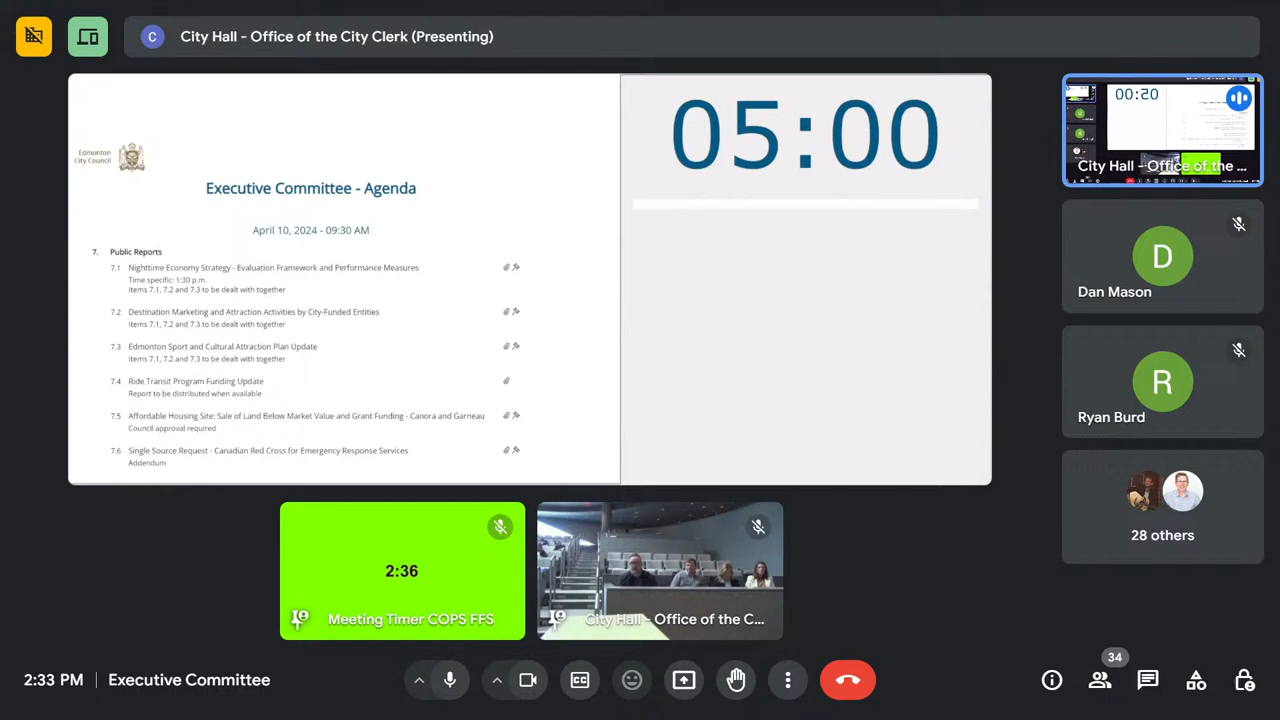 C City Hall - Office of the City Clerk (Presenting)
Edmonton
City Council
Executive Committee - Agenda
April 10, 2024 - 09:30 AM
7. Public Reports
7.1 Nighttime Economy Strategy - Evaluation Framework and Performance Measures
Time specific: 1:30 p.m.
Items 7.1, 7.2 and 7.3 to be dealt with together
7.2 Destination Marketing and Attraction Activities by City-Funded Entities
Items 7.1, 7.2 and 7.3 to be dealt with together
7.3 Edmonton Sport and Cultural Attraction Plan Update
Items 7.1, 7.2 and 7.3 to be dealt with together
7.4 Ride Transit Program Funding Update
Report to be distributed when available
7.5 Affordable Housing Site: Sale of Land Below Market Value and Grant Funding - Canora and Garneau
Council approval required
7.6 Single Source Request - Canadian Red Cross for Emergency Response Services
Addendum
05:00
05:00
City Hall - Office of the ...
D
Dan Mason
R
Ryan Burd
28 others
2:36
Meeting Timer COPS FFS
City Hall - Office of the C...
2:33 PM | Executive Committee
34